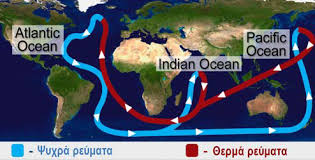 Atlantic
Ocean
Pacific
Ocean
Indian Ocean
- Ψυχρά ρεύματα
- Θερμά ρεύματα